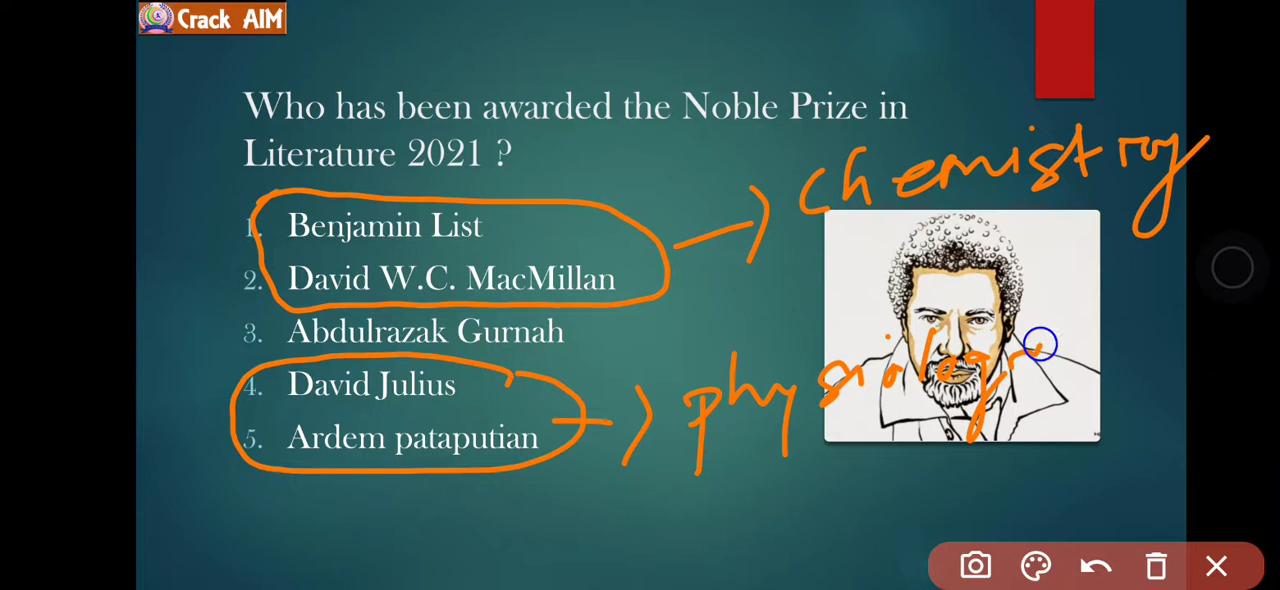 Crack AIM
Who has been awarded the Noble Prize in
Literature 2021 ?
chemistry
1. Benjamin List
2. David W.C. MacMillan
3. Abdulrazak Gurnah
4. David Julius
physiology
5. Ardem pataputian